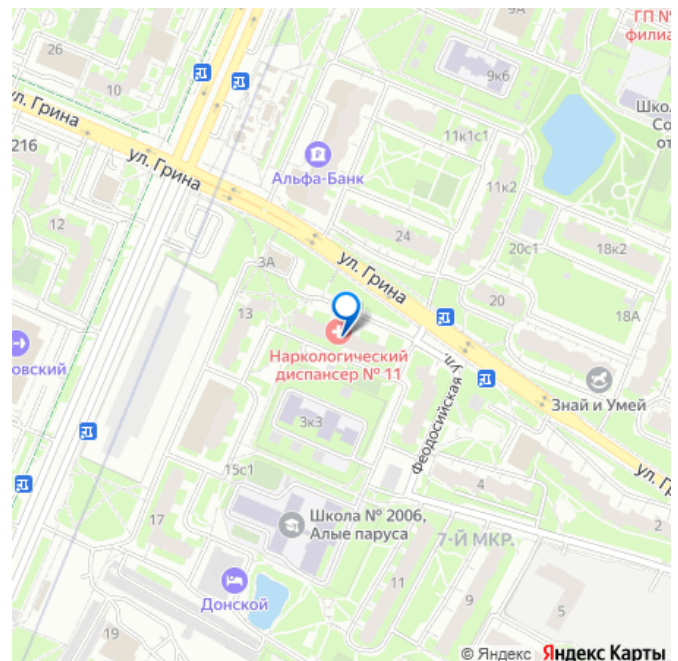 ГП №
филиа
9А
26
10
9к6
ул. Грина
Шко
Со
от
216
ул. Грина
11к1с1
Альфа-Банк
11к2
12
24
20с1
18к2
3А
ул. Грина
20
18А
13
Наркологический
диспансер № 11
овский
Феодосийская ул.
Знай и Умей
3к3
15с1
4
ул. Гр
17
Школа № 2006,
Алые паруса
7-Й МКР.
2
11
9
5
Донской
19
© Яндекс Яндекс Карты